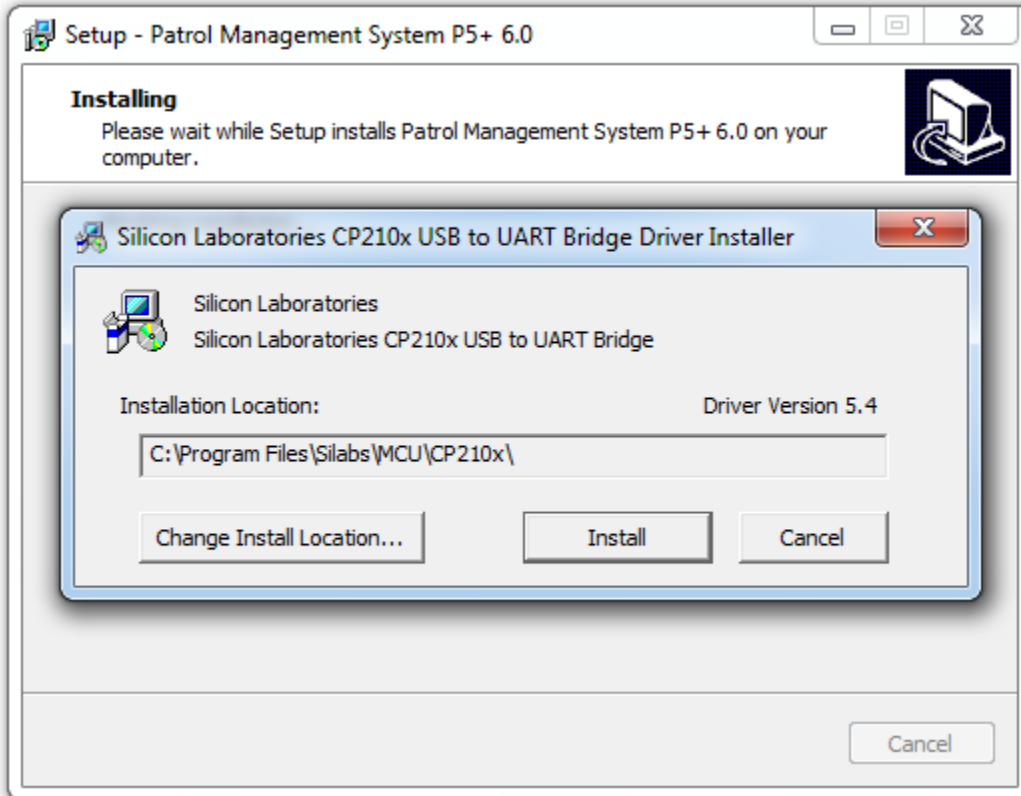 Setup - Patrol Management System P5+ 6.0
Installing
Please wait while Setup installs Patrol Management System P5+ 6.0 on your
computer.
Silicon Laboratories CP210x USB to UART Bridge Driver Installer
Silicon Laboratories
Silicon Laboratories CP210x USB to UART Bridge
Installation Location:
Driver Version 5.4
C:\Program Files\Silabs\MCU\CP210x\
Change Install Location...
Install
Cancel
Cancel